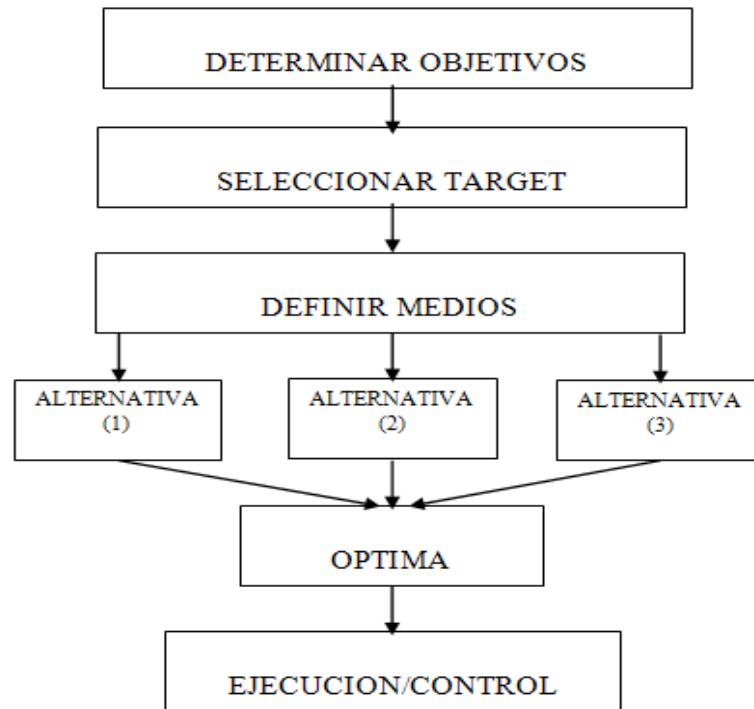 DETERMINAR OBJETIVOS
SELECCIONAR TARGET
DEFINIR MEDIOS
ALTERNATIVA
(1)
ALTERNATIVA
(2)
ALTERNATIVA
(3)
OPTIMA
EJECUCION/CONTROL